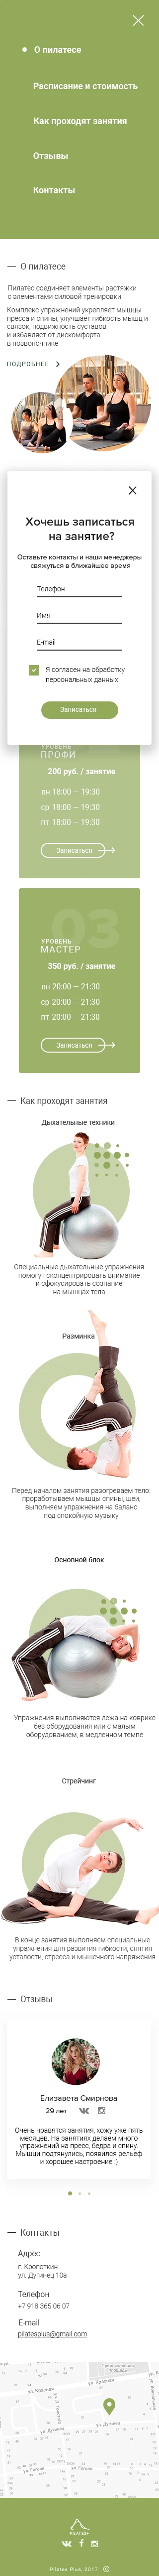 О пилатесе
Расписание и стоимость
Как проходят занятия
Отзывы
Контакты
О пилатесе
Пилатес соединяет элементы растяжки
с элементами силовой тренировки
Комплекс упражнений укрепляет мышцы
пресса и спины, улучшает гибкость мышц и
связок, подвижность суставов
и избавляет от дискомфорта
в позвоночнике
ПОДРОБНЕЕ
Хочешь записаться
на занятие?
Оставьте контакты и наши менеджеры
свяжуться в ближайшее время
Телефон
Имя
E-mail
Я согласен на обработку
персональных данных
Записаться
УРОВЕНЬ
ПРОФИ
200 руб. / занятие
пн 18:00 – 19:30
ср 18:00 – 19:30
пт 18:00 – 19:30
Записаться
03
УРОВЕНЬ
МАСТЕР
350 руб. / занятие
пн 20:00 – 21:30
ср 20:00 – 21:30
пт 20:00 – 21:30
Записаться
Как проходят занятия
Дыхательные техники
Специальные дыхательные упражнения
помогут сконцентрировать внимание
и сфокусировать сознание
на мышцах тела
Разминка
Перед началом занятия разогреваем тело:
проработываем мышцы спины, шеи,
выполняем упражнения на баланс
под спокойную музыку
Основной блок
Упражнения выполняются лежа на коврике
без оборудования или с малым
оборудованием, в медленном темпе
Стрейчинг
В конце занятия выполняем специальные
упражнения для развития гибкости, снятия
усталости, стресса и мышечного напряжения
Отзывы
Елизавета Смирнова
29 лет
Очень нравятся занятия, хожу уже пять
месяцев. На занятиях делаем много
упражнений на пресс, бедра и спину.
Мыщци подтянулись, появился рельеф
и хорошее настроение :)
Контакты
Адрес
г. Кропоткин
ул. Дугинец 10а
Телефон
+7 918 365 06 07
E-mail
pilatesplus@gmail.com
ул. Красная
ул. Красная
PILATES+
Pilates Plus, 2017